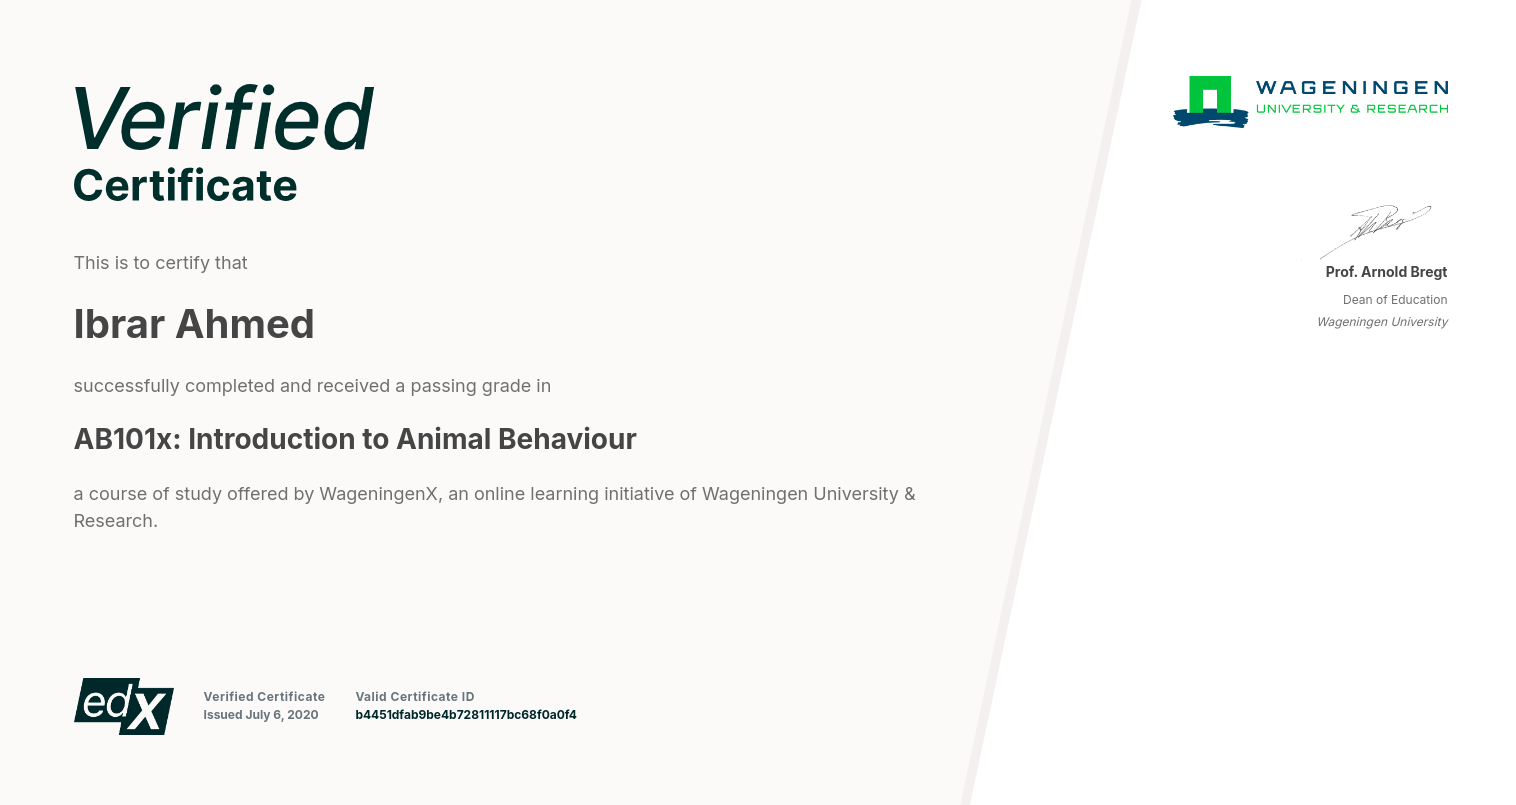 Verified
Certificate
This is to certify that
Ibrar Ahmed
successfully completed and received a passing grade in
AB101x: Introduction to Animal Behaviour
a course of study offered by WageningenX, an online learning initiative of Wageningen University &
Research.
edX
Verified Certificate
Issued July 6, 2020
Valid Certificate ID
b4451dfab9be4b72811117bc68f0a0f4
WAGENINGEN
UNIVERSITY & RESEARCH
Prof. Arnold Bregt
Dean of Education
Wageningen University